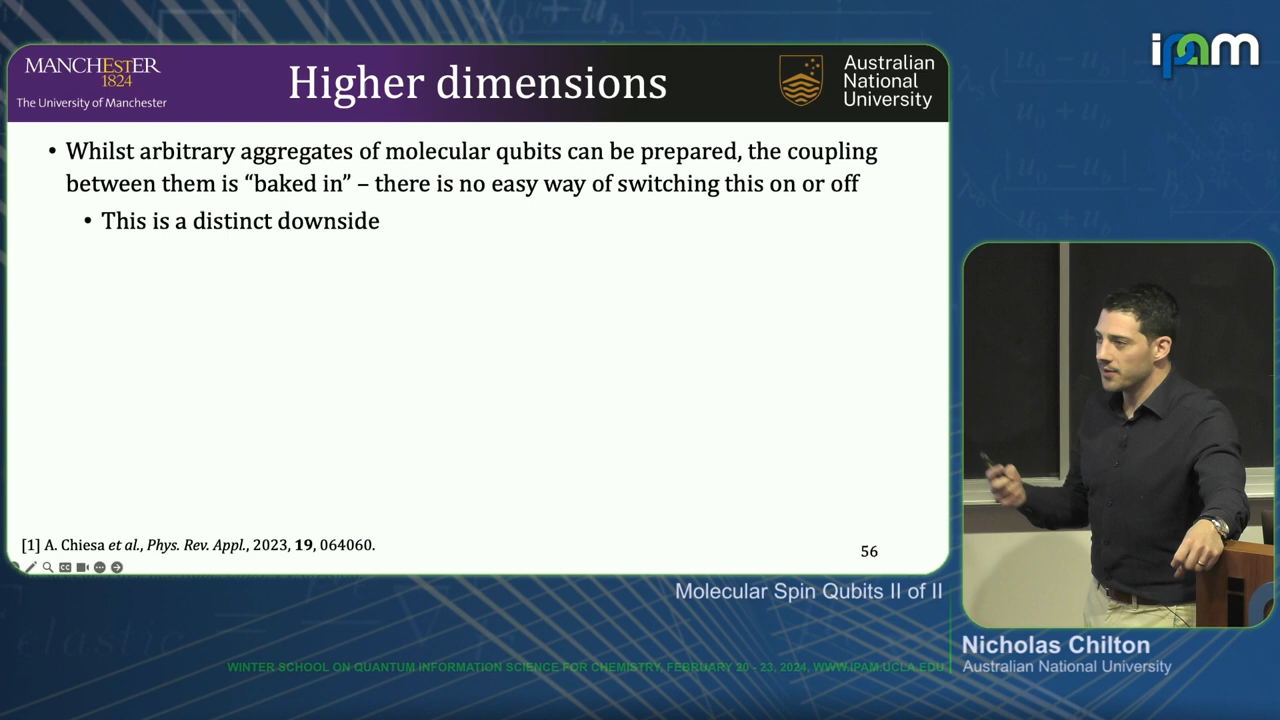 ipam
MANCHESTER
1824
The University of Manchester
Higher dimensions
Australian
National
University
• Whilst arbitrary aggregates of molecular qubits can be prepared, the coupling
between them is “baked in” – there is no easy way of switching this on or off
• This is a distinct downside
[1] A. Chiesa et al., Phys. Rev. Appl., 2023, 19, 064060.
56
Molecular Spin Qubits II of II
Nicholas Chilton
Australian National University
WINTER SCHOOL ON QUANTUM INFORMATION SCIENCE FOR CHEMISTRY, FEBRUARY 20 - 23, 2024, WWW.IPAM.UCLA.EDU
elastic